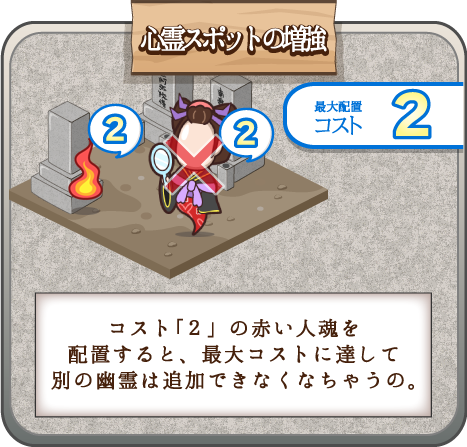 心霊スポットの増強
最大配置
コスト 2
2
2
コスト「２」の赤い人魂を
配置すると、最大コストに達して
別の幽霊は追加できなくなちゃうの。